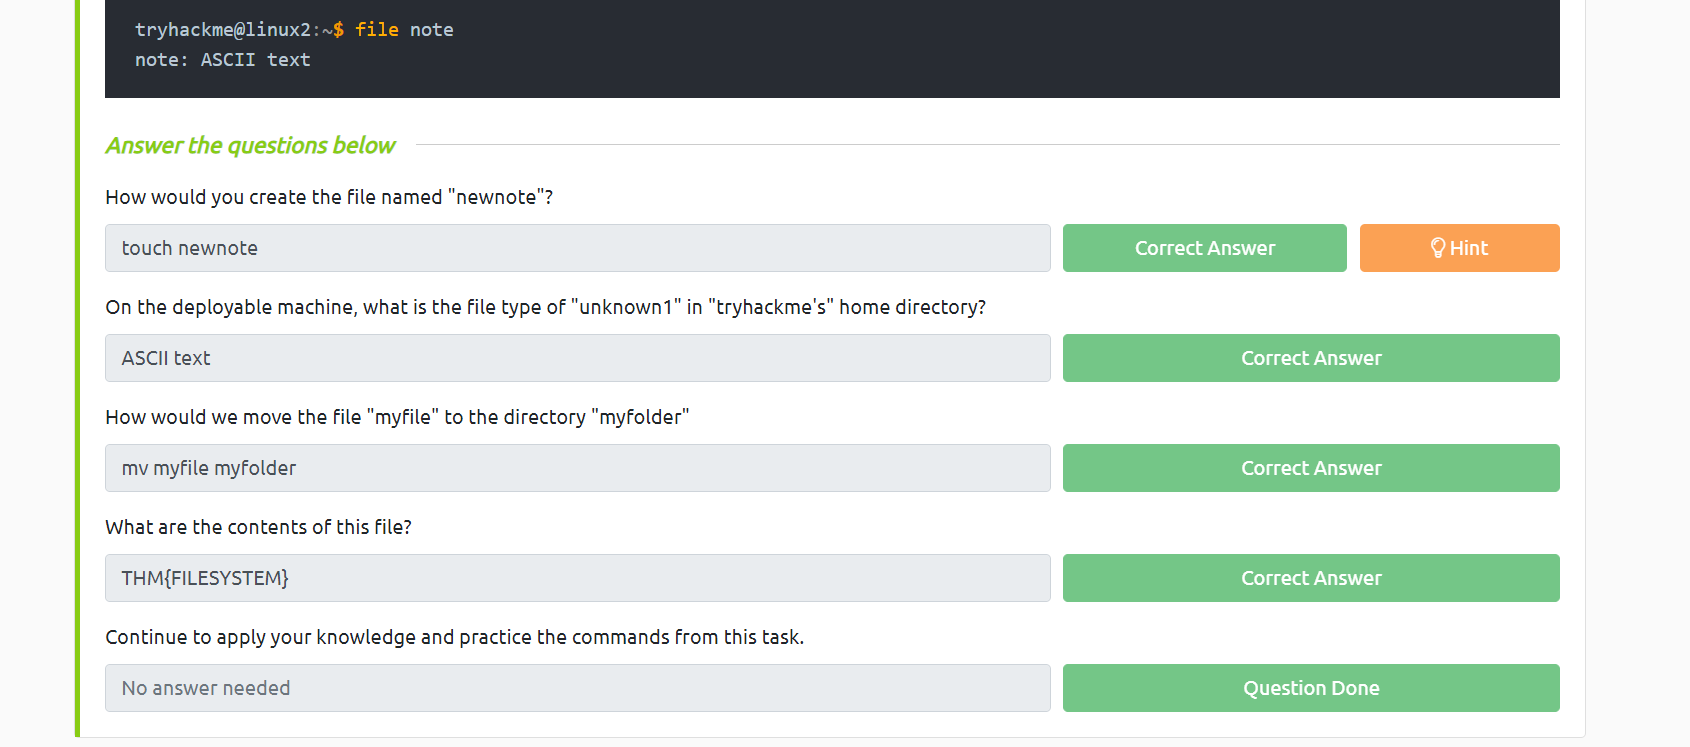 tryhackme@linux2:~$ file note
note: ASCII text
Answer the questions below
How would you create the file named "newnote"?
touch newnote
Correct Answer
Hint
On the deployable machine, what is the file type of "unknown1" in "tryhackme's" home directory?
ASCII text
Correct Answer
How would we move the file "myfile" to the directory "myfolder"
mv myfile myfolder
Correct Answer
What are the contents of this file?
THM{FILESYSTEM}
Correct Answer
Continue to apply your knowledge and practice the commands from this task.
No answer needed
Question Done